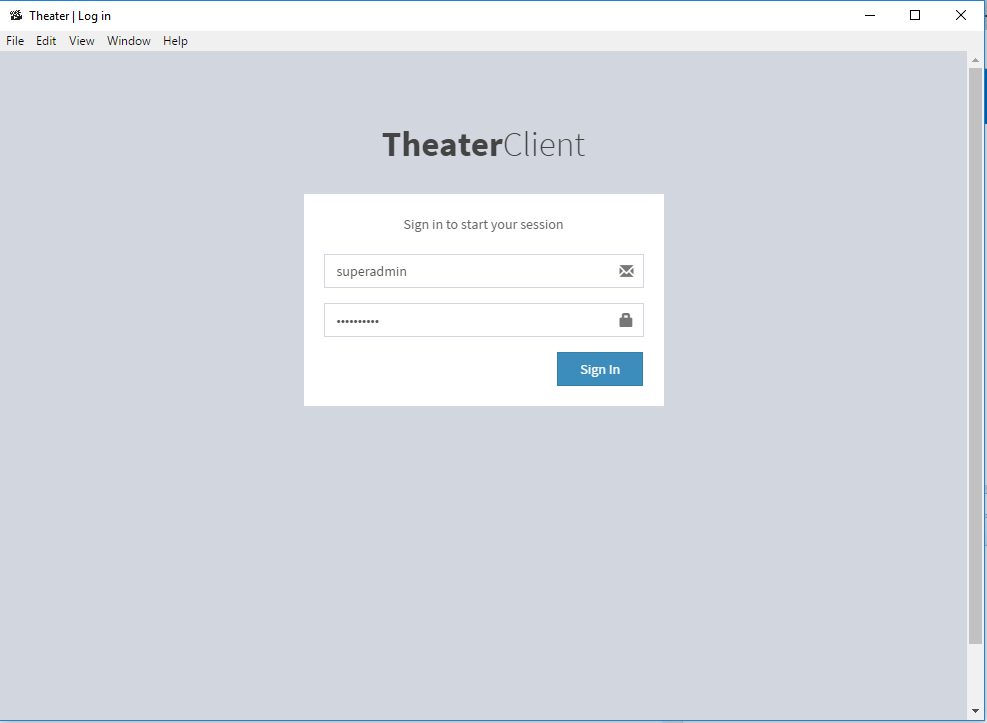 Theater | Log in
File Edit View Window Help
TheaterClient
Sign in to start your session
superadmin
••••••••••
Sign In